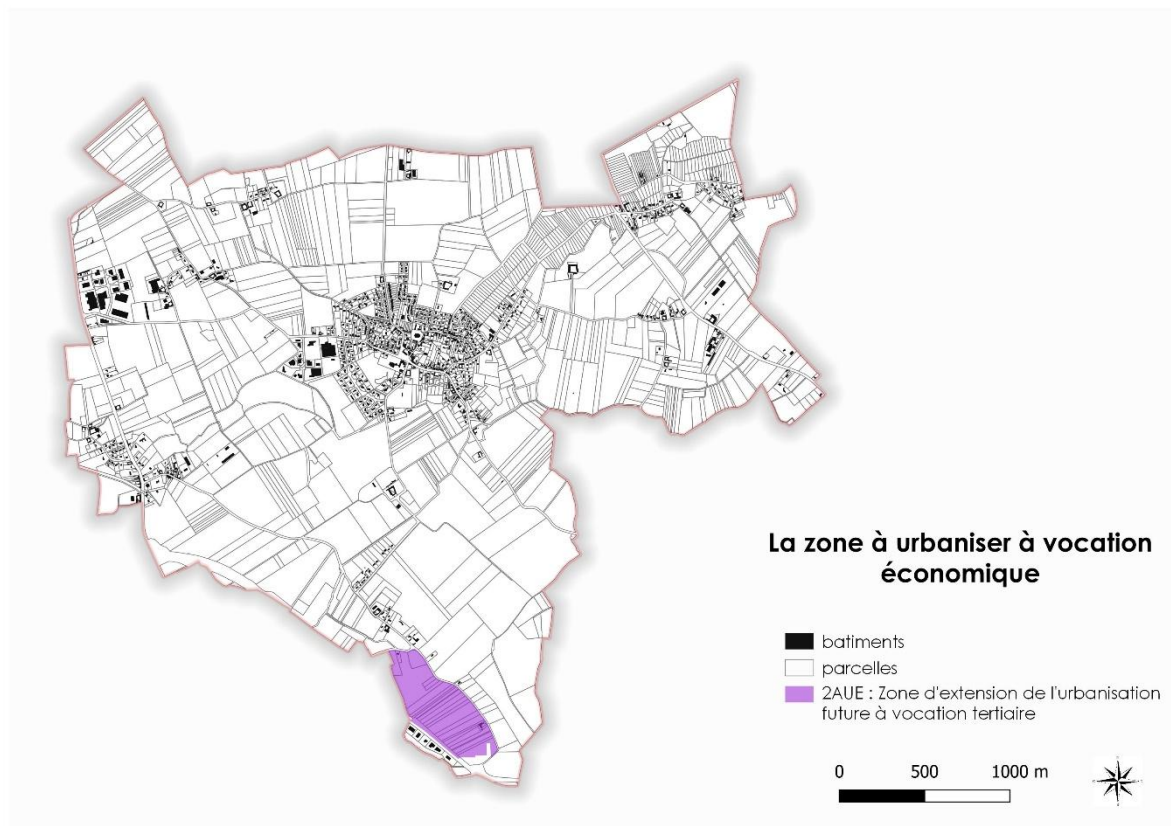 La zone à urbaniser à vocation
économique
batiments
parcelles
2AUE : Zone d'extension de l'urbanisation
future à vocation tertiaire
0 500 1000 m